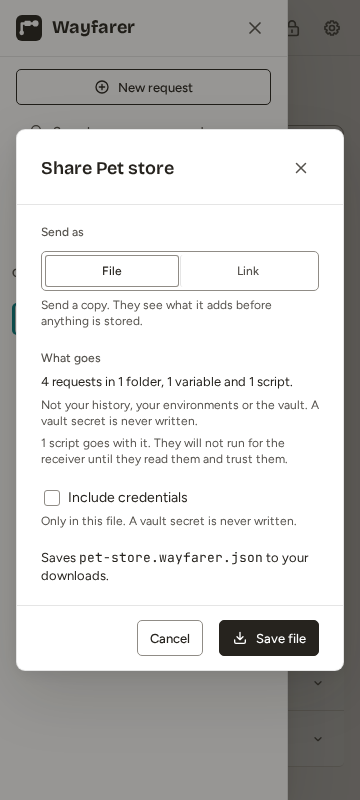 Wayfarer
New request
Share Pet store
Send as
File
Link
Send a copy. They see what it adds before
anything is stored.
What goes
4 requests in 1 folder, 1 variable and 1 script.
Not your history, your environments or the vault. A
vault secret is never written.
1 script goes with it. They will not run for the
receiver until they read them and trust them.
Include credentials
Only in this file. A vault secret is never written.
Saves pet-store.wayfarer.json to your
downloads.
Cancel
Save file